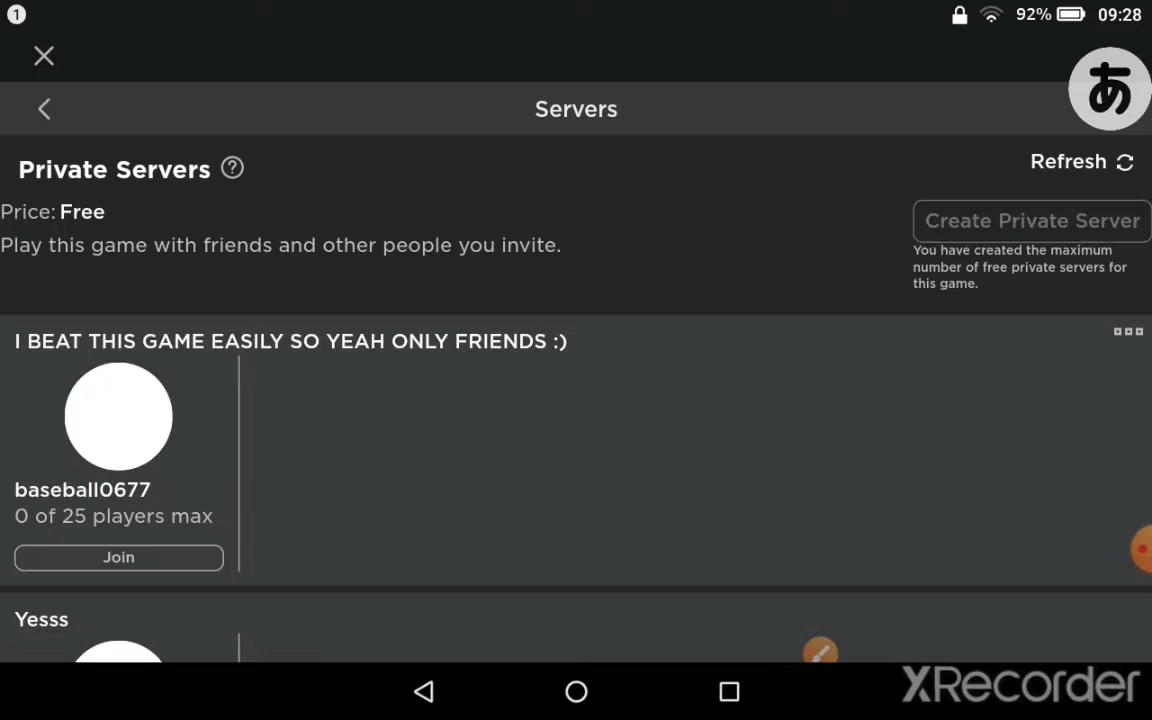 1
92%
09:28
あ
Servers
Private Servers ?
Refresh
Price: Free
Create Private Server
Play this game with friends and other people you invite.
You have created the maximum
number of free private servers for
this game.
I BEAT THIS GAME EASILY SO YEAH ONLY FRIENDS :)
baseball0677
0 of 25 players max
Join
Yesss
XRecorder